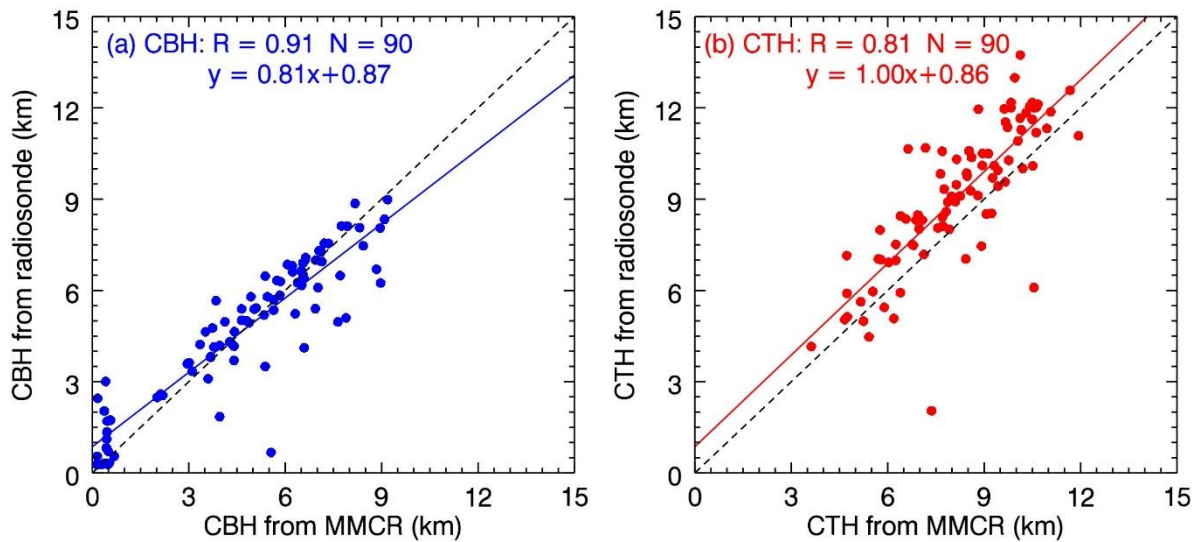 (a) CBH: R = 0.91 N = 90
y = 0.81x+0.87
15
12
9
6
3
0
CBH from radiosonde (km)
0 3 6 9 12 15
CBH from MMCR (km)
(b) CTH: R = 0.81 N = 90
y = 1.00x+0.86
15
12
9
6
3
0
CTH from radiosonde (km)
0 3 6 9 12 15
CTH from MMCR (km)